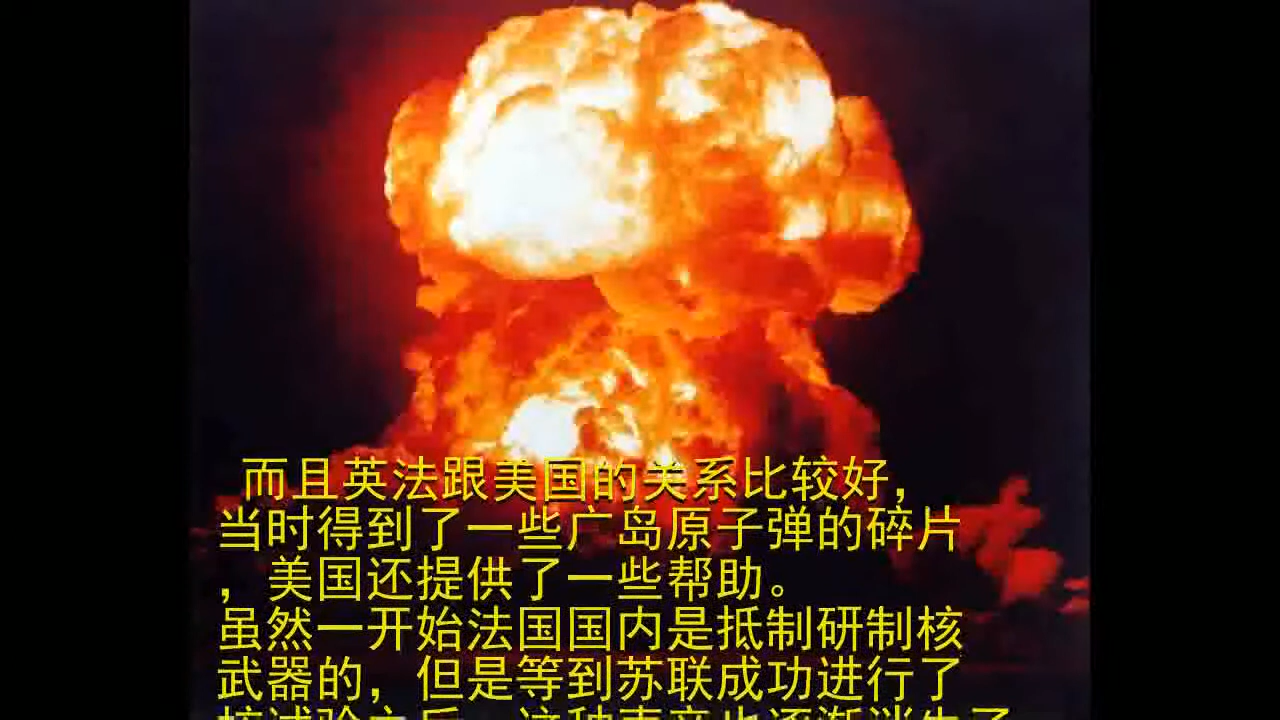 而且英法跟美国的关系比较好，
当时得到了一些广岛原子弹的碎片
，美国还提供了一些帮助。
虽然一开始法国国内是抵制研制核
武器的，但是等到苏联成功进行了